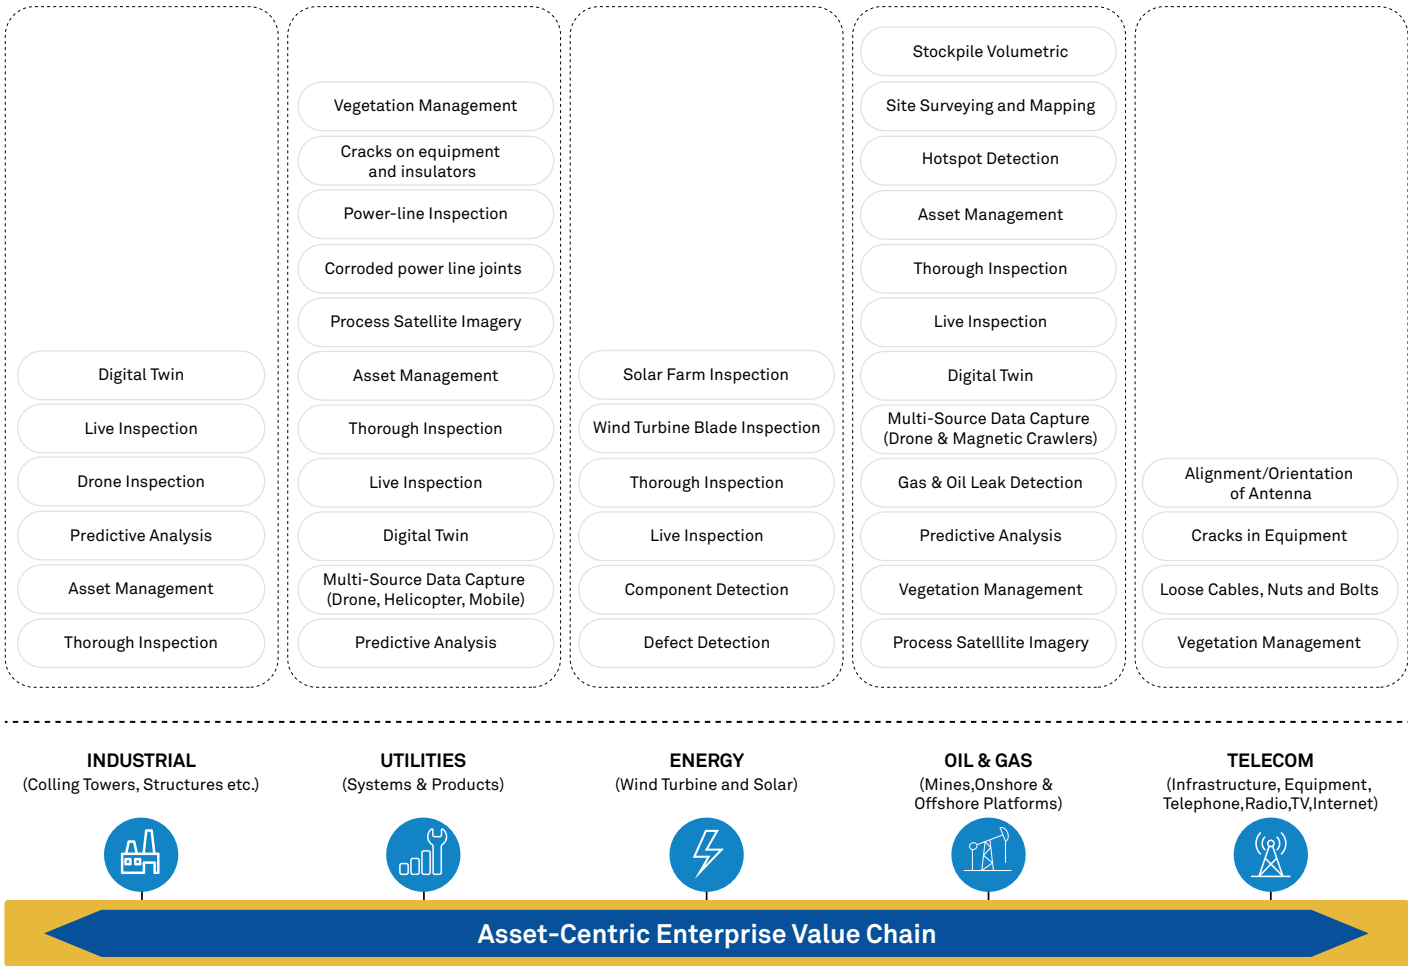 Digital Twin
Live Inspection
Drone Inspection
Predictive Analysis
Asset Management
Thorough Inspection
Vegetation Management
Cracks on equipment
and insulators
Power-line Inspection
Corroded power line joints
Process Satellite Imagery
Asset Management
Thorough Inspection
Live Inspection
Digital Twin
Multi-Source Data Capture
(Drone, Helicopter, Mobile)
Predictive Analysis
Solar Farm Inspection
Wind Turbine Blade Inspection
Thorough Inspection
Live Inspection
Component Detection
Defect Detection
Stockpile Volumetric
Site Surveying and Mapping
Hotspot Detection
Asset Management
Thorough Inspection
Live Inspection
Digital Twin
Multi-Source Data Capture
(Drone & Magnetic Crawlers)
Gas & Oil Leak Detection
Predictive Analysis
Vegetation Management
Process Satelllite Imagery
Alignment/Orientation
of Antenna
Cracks in Equipment
Loose Cables, Nuts and Bolts
Vegetation Management
INDUSTRIAL
(Colling Towers, Structures etc.)
UTILITIES
(Systems & Products)
ENERGY
(Wind Turbine and Solar)
OIL & GAS
(Mines,Onshore &
Offshore Platforms)
TELECOM
(Infrastructure, Equipment,
Telephone,Radio,TV,Internet)
Asset-Centric Enterprise Value Chain